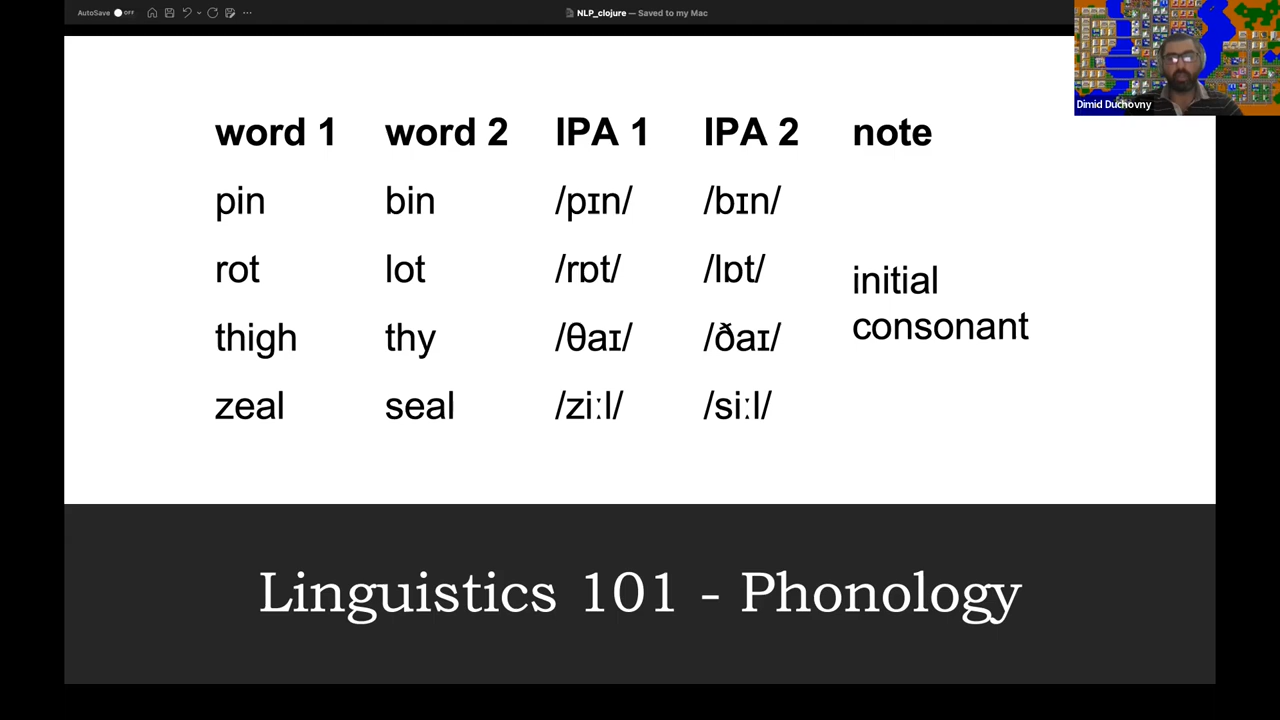 AutoSave OFF
NLP_clojure — Saved to my Mac
Dimid Duchovny
word 1 word 2 IPA 1 IPA 2 note
pin bin /pɪn/ /bɪn/
rot lot /rɒt/ /lɒt/
initial
consonant
thigh thy /θaɪ/ /ðaɪ/
zeal seal /ziːl/ /siːl/
Linguistics 101 - Phonology